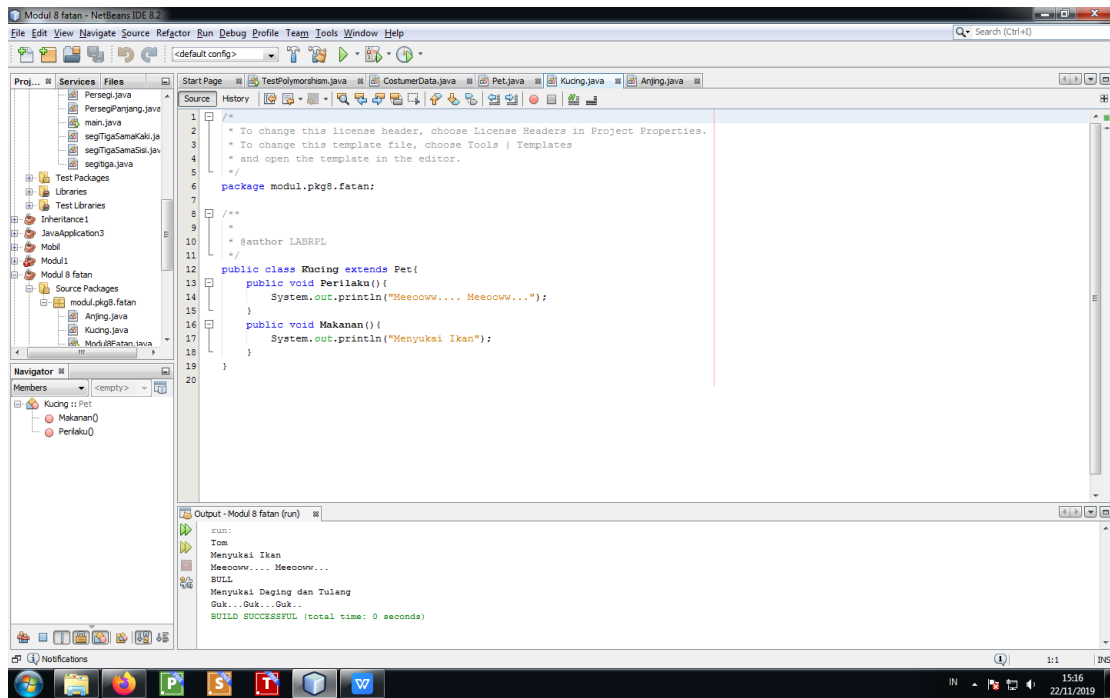 Modul 8 fatan - NetBeans IDE 8.2
File Edit View Navigate Source Refactor Run Debug Profile Team Tools Window Help
Search (Ctrl+I)
<default config>
Proj... Services Files
Persegi.java
PersegiPanjang.java
main.java
segiTigaSamaKaki.ja
segiTigaSamaSisi.jav
segitiga.java
Test Packages
Libraries
Test Libraries
Inheritance1
JavaApplication3
Mobil
Modul1
Modul 8 fatan
Source Packages
modul.pkg8.fatan
Anjing.java
Kucing.java
Modul8Fatan.java
Navigator
Members <empty>
Kucing :: Pet
Makanan()
Perilaku()
Start Page TestPolymorshism.java CostumerData.java Pet.java Kucing.java Anjing.java
Source History
1 /*
2 * To change this license header, choose License Headers in Project Properties.
3 * To change this template file, choose Tools | Templates
4 * and open the template in the editor.
5 */
6 package modul.pkg8.fatan;
7
8 /**
9 *
10 * @author LABRPL
11 */
12 public class Kucing extends Pet{
13 public void Perilaku(){
14 System.out.println("Meeooww.... Meeooww...");
15 }
16 public void Makanan(){
17 System.out.println("Menyukai Ikan");
18 }
19 }
20
Output - Modul 8 fatan (run)
run:
Tom
Menyukai Ikan
Meeooww.... Meeooww...
BULL
Menyukai Daging dan Tulang
Guk...Guk...Guk..
BUILD SUCCESSFUL (total time: 0 seconds)
Notifications
1:1 INS
IN
15:16
22/11/2019